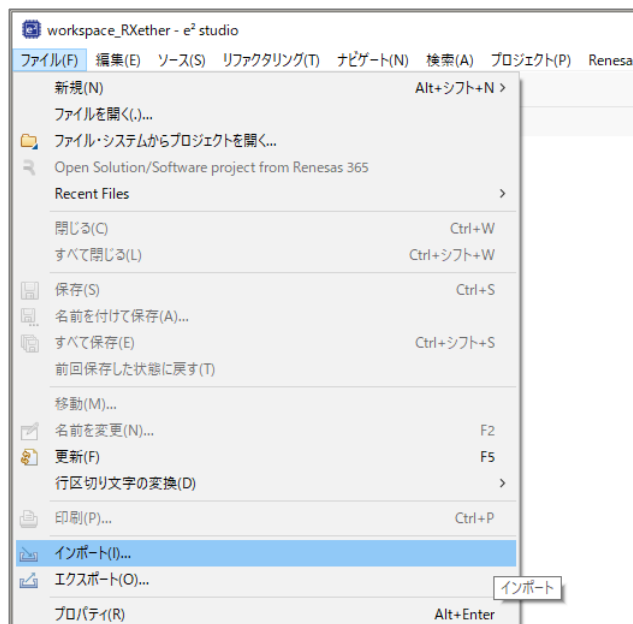 workspace_RXether - e² studio
ファイル(F) 編集(E) ソース(S) リファクタリング(T) ナビゲート(N) 検索(A) プロジェクト(P) Renesa
新規(N) Alt+シフト+N >
ファイルを開く(.)...
ファイル・システムからプロジェクトを開く...
Open Solution/Software project from Renesas 365
Recent Files >
閉じる(C) Ctrl+W
すべて閉じる(L) Ctrl+シフト+W
保存(S) Ctrl+S
名前を付けて保存(A)...
すべて保存(E) Ctrl+シフト+S
前回保存した状態に戻す(T)
移動(M)...
名前を変更(N)... F2
更新(F) F5
行区切り文字の変換(D) >
印刷(P)... Ctrl+P
インポート(I)...
エクスポート(O)...
インポート
プロパティ(R) Alt+Enter